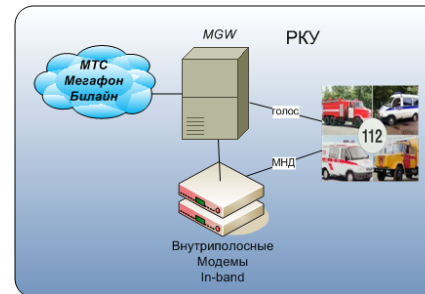 MGW
РКУ
МТС
Мегафон
Билайн
голос
112
МНД
Внутриполосные
Модемы
In-band